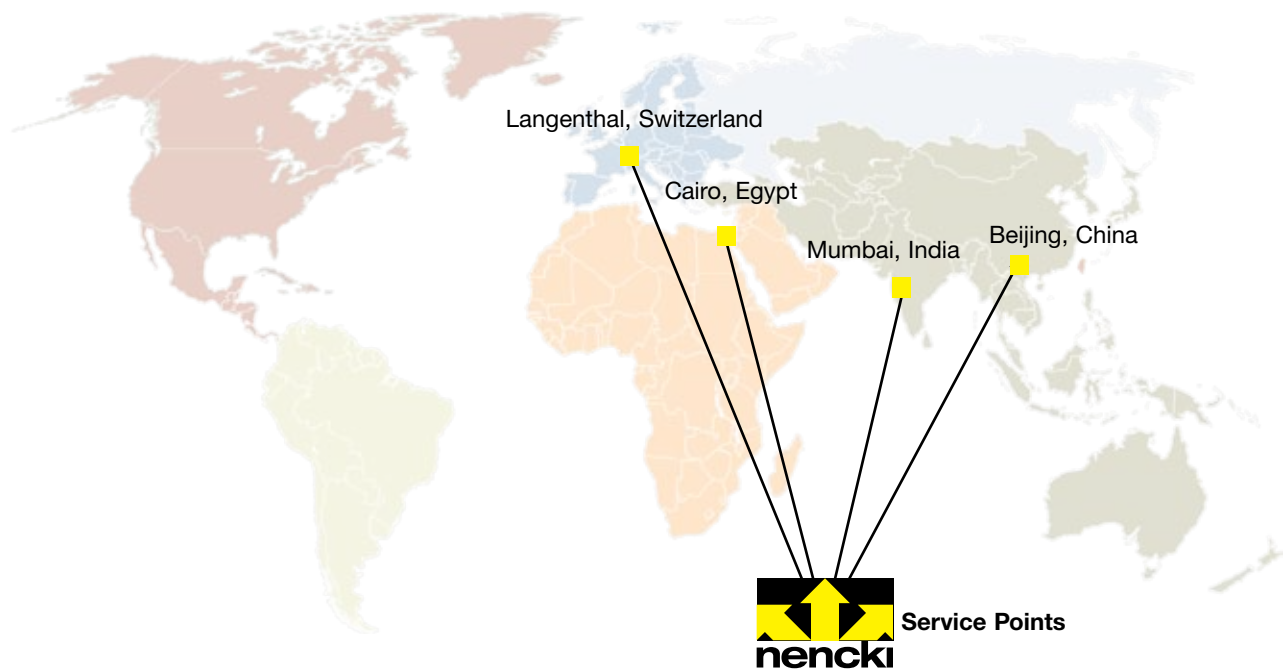 Langenthal, Switzerland
Cairo, Egypt
Mumbai, India
Beijing, China
Service Points
nencki